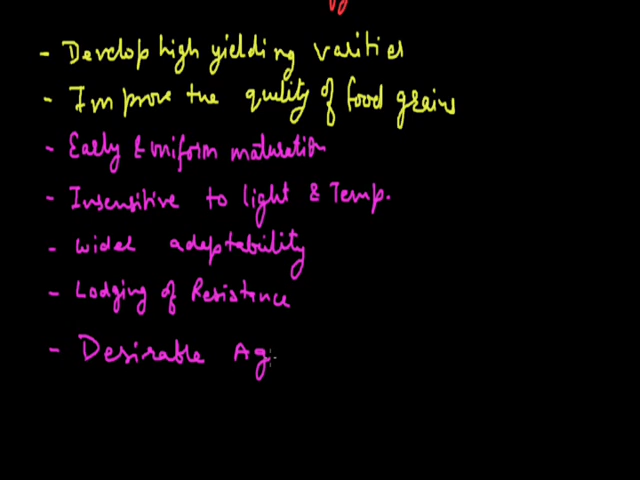 - Develop high yielding varities
- Improve the quality of food grains
- Early & uniform maturation
- Insensitive to light & Temp.
- wider adaptability
- Lodging of Resistance
- Desirable Ag